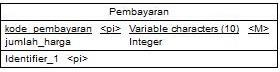 Pembayaran
kode_pembayaran <pi> Variable characters (10) <M>
jumlah_harga Integer
Identifier_1 <pi>